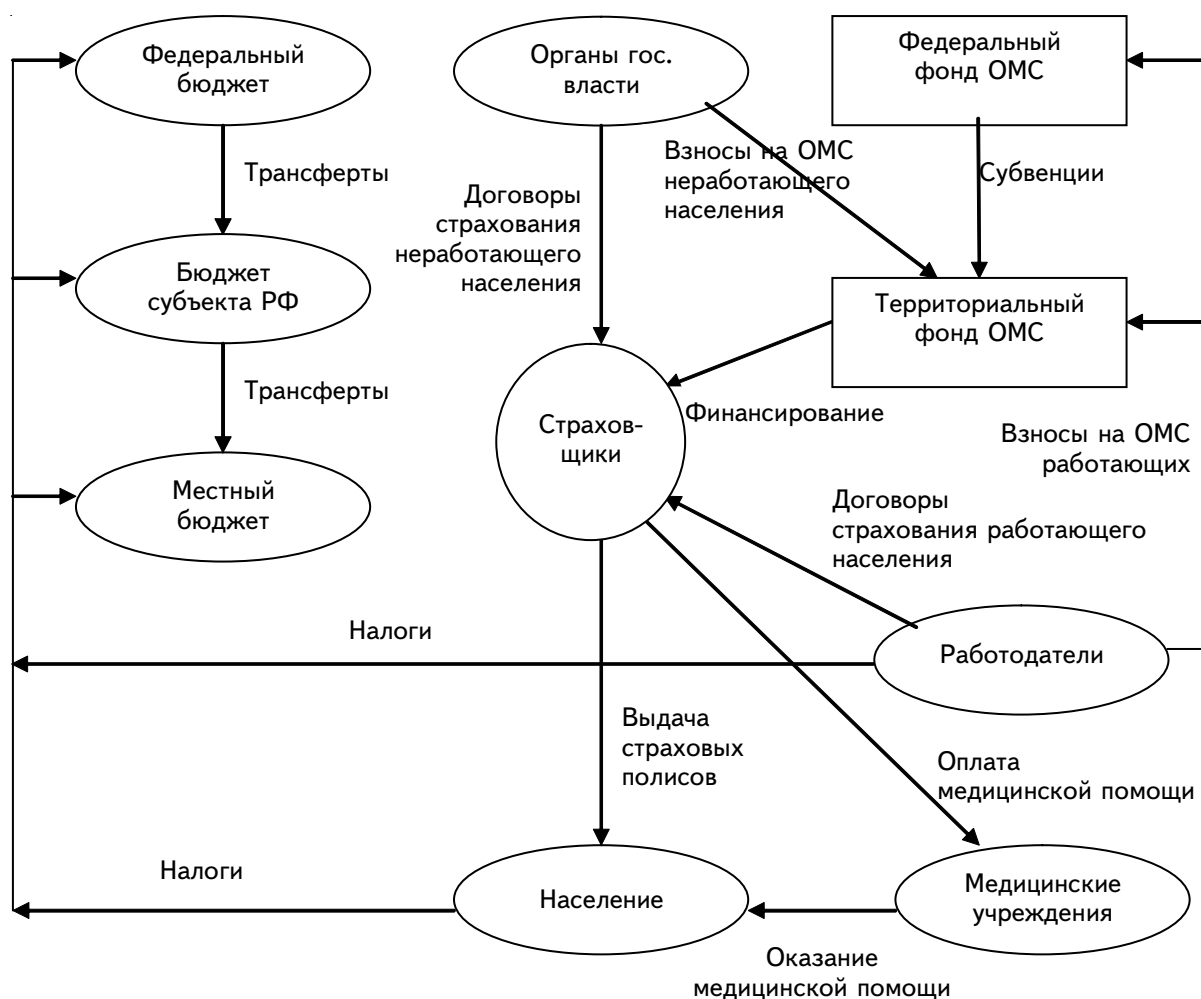 Федеральный
бюджет
Органы гос.
власти
Федеральный
фонд ОМС
Трансферты
Взносы на ОМС
неработающего
населения
Субвенции
Договоры
страхования
неработающего
населения
Бюджет
субъекта РФ
Территориальный
фонд ОМС
Трансферты
Финансирование
Страхов-
щики
Взносы на ОМС
работающих
Местный
бюджет
Договоры
страхования работающего
населения
Налоги
Работодатели
Выдача
страховых
полисов
Оплата
медицинской помощи
Налоги
Население
Медицинские
учреждения
Оказание
медицинской помощи